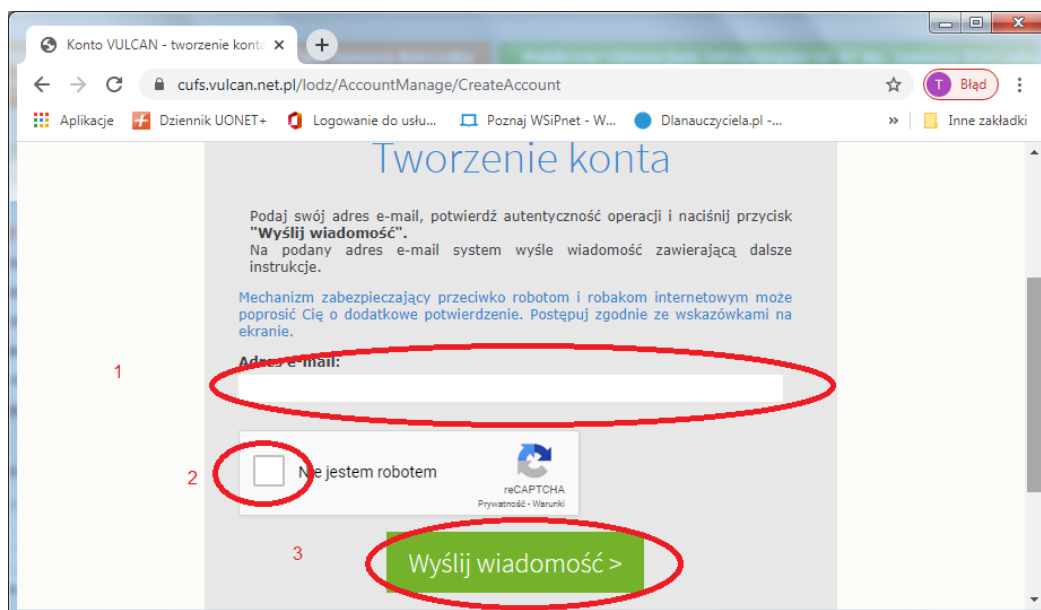 Konto VULCAN - tworzenie konta
cufs.vulcan.net.pl/lodz/AccountManage/CreateAccount
T Błąd
Aplikacje Dziennik UONET+ Logowanie do usłu... Poznaj WSiPnet - W... Dlanauczyciela.pl -... » Inne zakładki
Tworzenie konta
Podaj swój adres e-mail, potwierdź autentyczność operacji i naciśnij przycisk
"Wyślij wiadomość".
Na podany adres e-mail system wyśle wiadomość zawierającą dalsze
instrukcje.
Mechanizm zabezpieczający przeciwko robotom i robakom internetowym może
poprosić Cię o dodatkowe potwierdzenie. Postępuj zgodnie ze wskazówkami na
ekranie.
Adres e-mail:
1
2
Nie jestem robotem
reCAPTCHA
Prywatność - Warunki
3
Wyślij wiadomość >